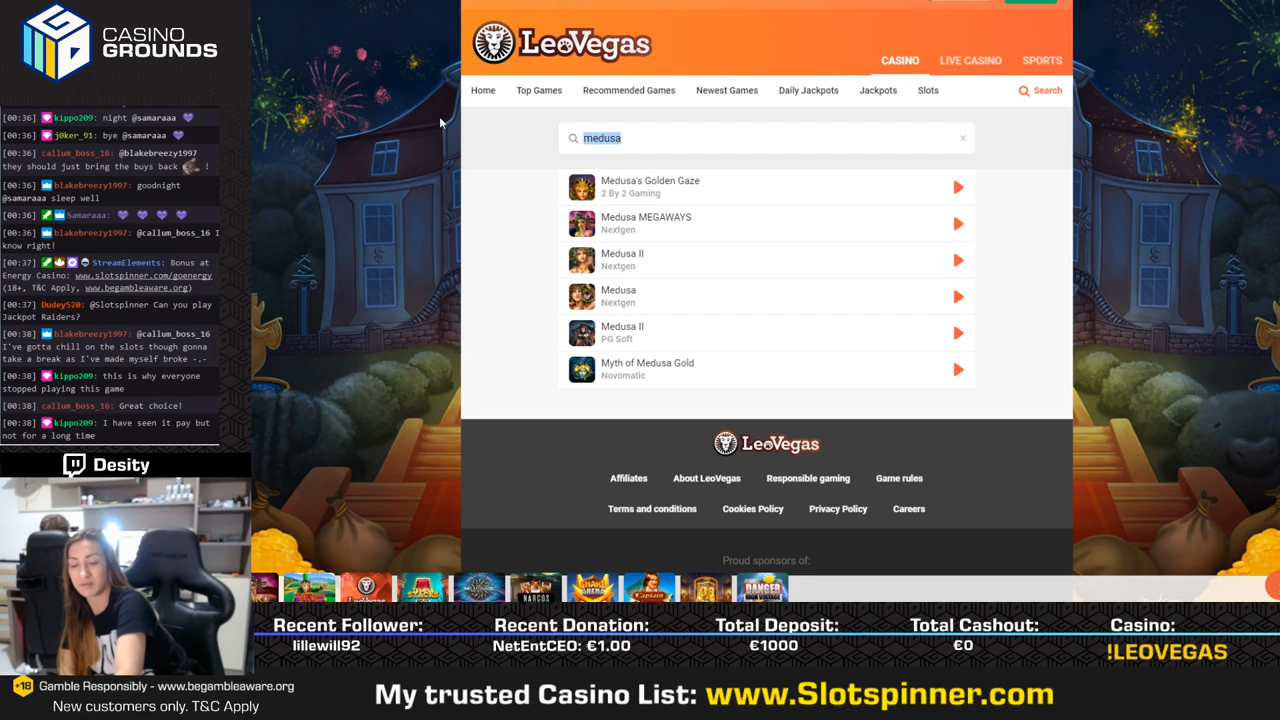 CASINO
GROUNDS
[00:36] kippo209: night @samaraaa
[00:36] j0ker_91: bye @samaraaa
[00:36] callum_boss_16: @blakebreezy1997
they should just bring the buys back !
[00:36] blakebreezy1997: goodnight
@samaraaa sleep well
[00:36] Samaraaa:
[00:36] blakebreezy1997: @callum_boss_16 I
know right!
[00:37] StreamElements: Bonus at
Energy Casino: www.slotspinner.com/goenergy
(18+, T&C Apply, www.begambleaware.org)
[00:37] Dudey520: @Slotspinner Can you play
Jackpot Raiders?
[00:38] blakebreezy1997: @callum_boss_16
I've gotta chill on the slots though gonna
take a break as I've made myself broke -.-
[00:38] kippo209: this is why everyone
stopped playing this game
[00:38] callum_boss_16: Great choice!
[00:38] kippo209: I have seen it pay but
not for a long time
Desity
LeoVegas
CASINO LIVE CASINO SPORTS
Home Top Games Recommended Games Newest Games Daily Jackpots Jackpots Slots Search
medusa
Medusa's Golden Gaze
2 By 2 Gaming
Medusa MEGAWAYS
Nextgen
Medusa II
Nextgen
Medusa
Nextgen
Medusa II
PG Soft
Myth of Medusa Gold
Novomatic
LeoVegas
Affiliates About LeoVegas Responsible gaming Game rules
Terms and conditions Cookies Policy Privacy Policy Careers
Proud sponsors of:
NARCOS
DANGER
Recent Follower: Recent Donation: Total Deposit: Total Cashout: Casino:
lillewill92 NetEntCEO: €1.00 €1000 €0 !LEOVEGAS
+18 Gamble Responsibly - www.begambleaware.org
New customers only. T&C Apply
My trusted Casino List: www.Slotspinner.com